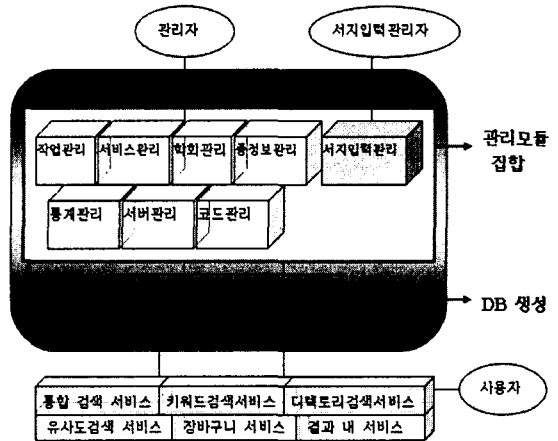 관리자
서지입력관리자
작업관리 서비스관리 학회관리 품정보관리 서지입력관리
통계관리 서버관리 코드관리
관리모듈
집합
DB 생성
통합 검색 서비스 키워드검색서비스 디렉토리검색서비스
유사도검색 서비스 장바구니 서비스 결과 내 서비스
사용자